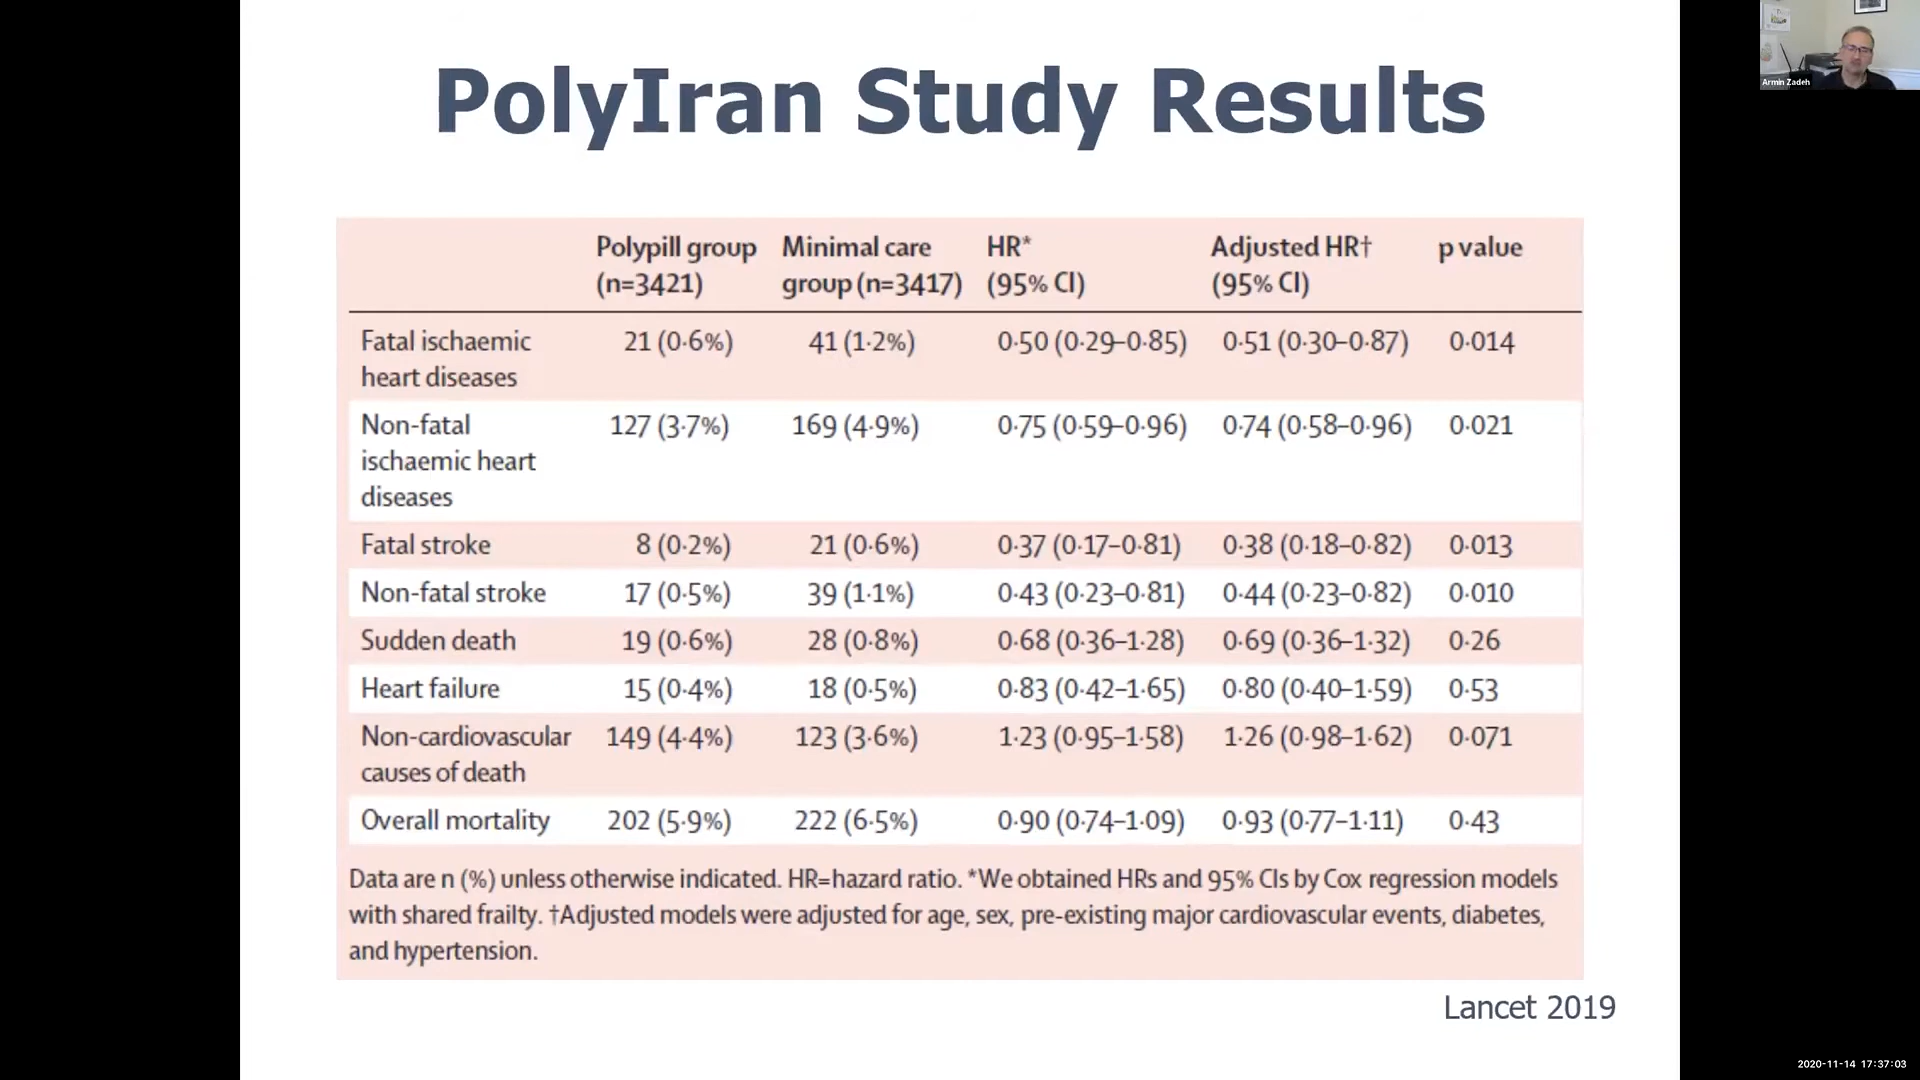 PolyIran Study Results
Armin Zadeh
Polypill group Minimal care HR* Adjusted HR† p value
(n=3421) group (n=3417) (95% CI) (95% CI)
Fatal ischaemic 21 (0·6%) 41 (1·2%) 0·50 (0·29–0·85) 0·51 (0·30–0·87) 0·014
heart diseases
Non-fatal 127 (3·7%) 169 (4·9%) 0·75 (0·59–0·96) 0·74 (0·58–0·96) 0·021
ischaemic heart
diseases
Fatal stroke 8 (0·2%) 21 (0·6%) 0·37 (0·17–0·81) 0·38 (0·18–0·82) 0·013
Non-fatal stroke 17 (0·5%) 39 (1·1%) 0·43 (0·23–0·81) 0·44 (0·23–0·82) 0·010
Sudden death 19 (0·6%) 28 (0·8%) 0·68 (0·36–1·28) 0·69 (0·36–1·32) 0·26
Heart failure 15 (0·4%) 18 (0·5%) 0·83 (0·42–1·65) 0·80 (0·40–1·59) 0·53
Non-cardiovascular 149 (4·4%) 123 (3·6%) 1·23 (0·95–1·58) 1·26 (0·98–1·62) 0·071
causes of death
Overall mortality 202 (5·9%) 222 (6·5%) 0·90 (0·74–1·09) 0·93 (0·77–1·11) 0·43
Data are n (%) unless otherwise indicated. HR=hazard ratio. *We obtained HRs and 95% CIs by Cox regression models
with shared frailty. †Adjusted models were adjusted for age, sex, pre-existing major cardiovascular events, diabetes,
and hypertension.
Lancet 2019
2020-11-14 17:37:03